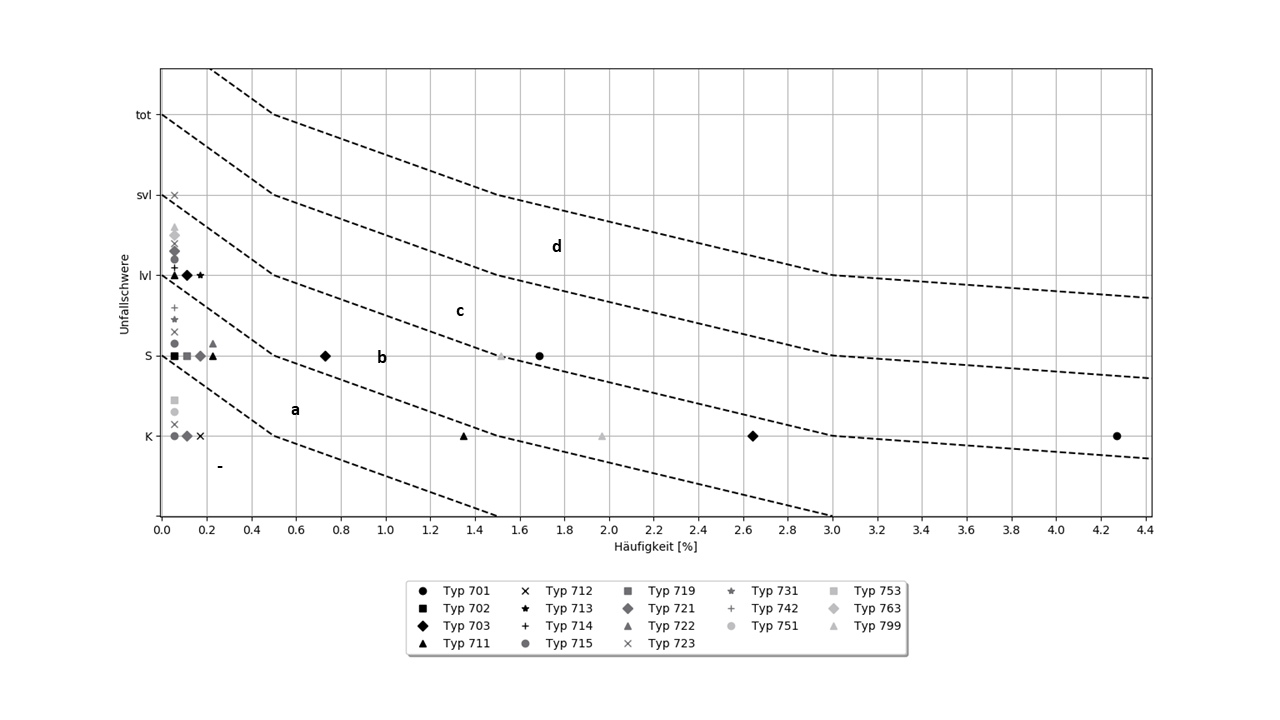 tot
svl
d
lvl
Unfallschwere
c
S
b
a
K
-
0.0 0.2 0.4 0.6 0.8 1.0 1.2 1.4 1.6 1.8 2.0 2.2 2.4 2.6 2.8 3.0 3.2 3.4 3.6 3.8 4.0 4.2 4.4
Häufigkeit [%]
Typ 701 Typ 712 Typ 719 Typ 731 Typ 753
Typ 702 Typ 713 Typ 721 Typ 742 Typ 763
Typ 703 Typ 714 Typ 722 Typ 751 Typ 799
Typ 711 Typ 715 Typ 723